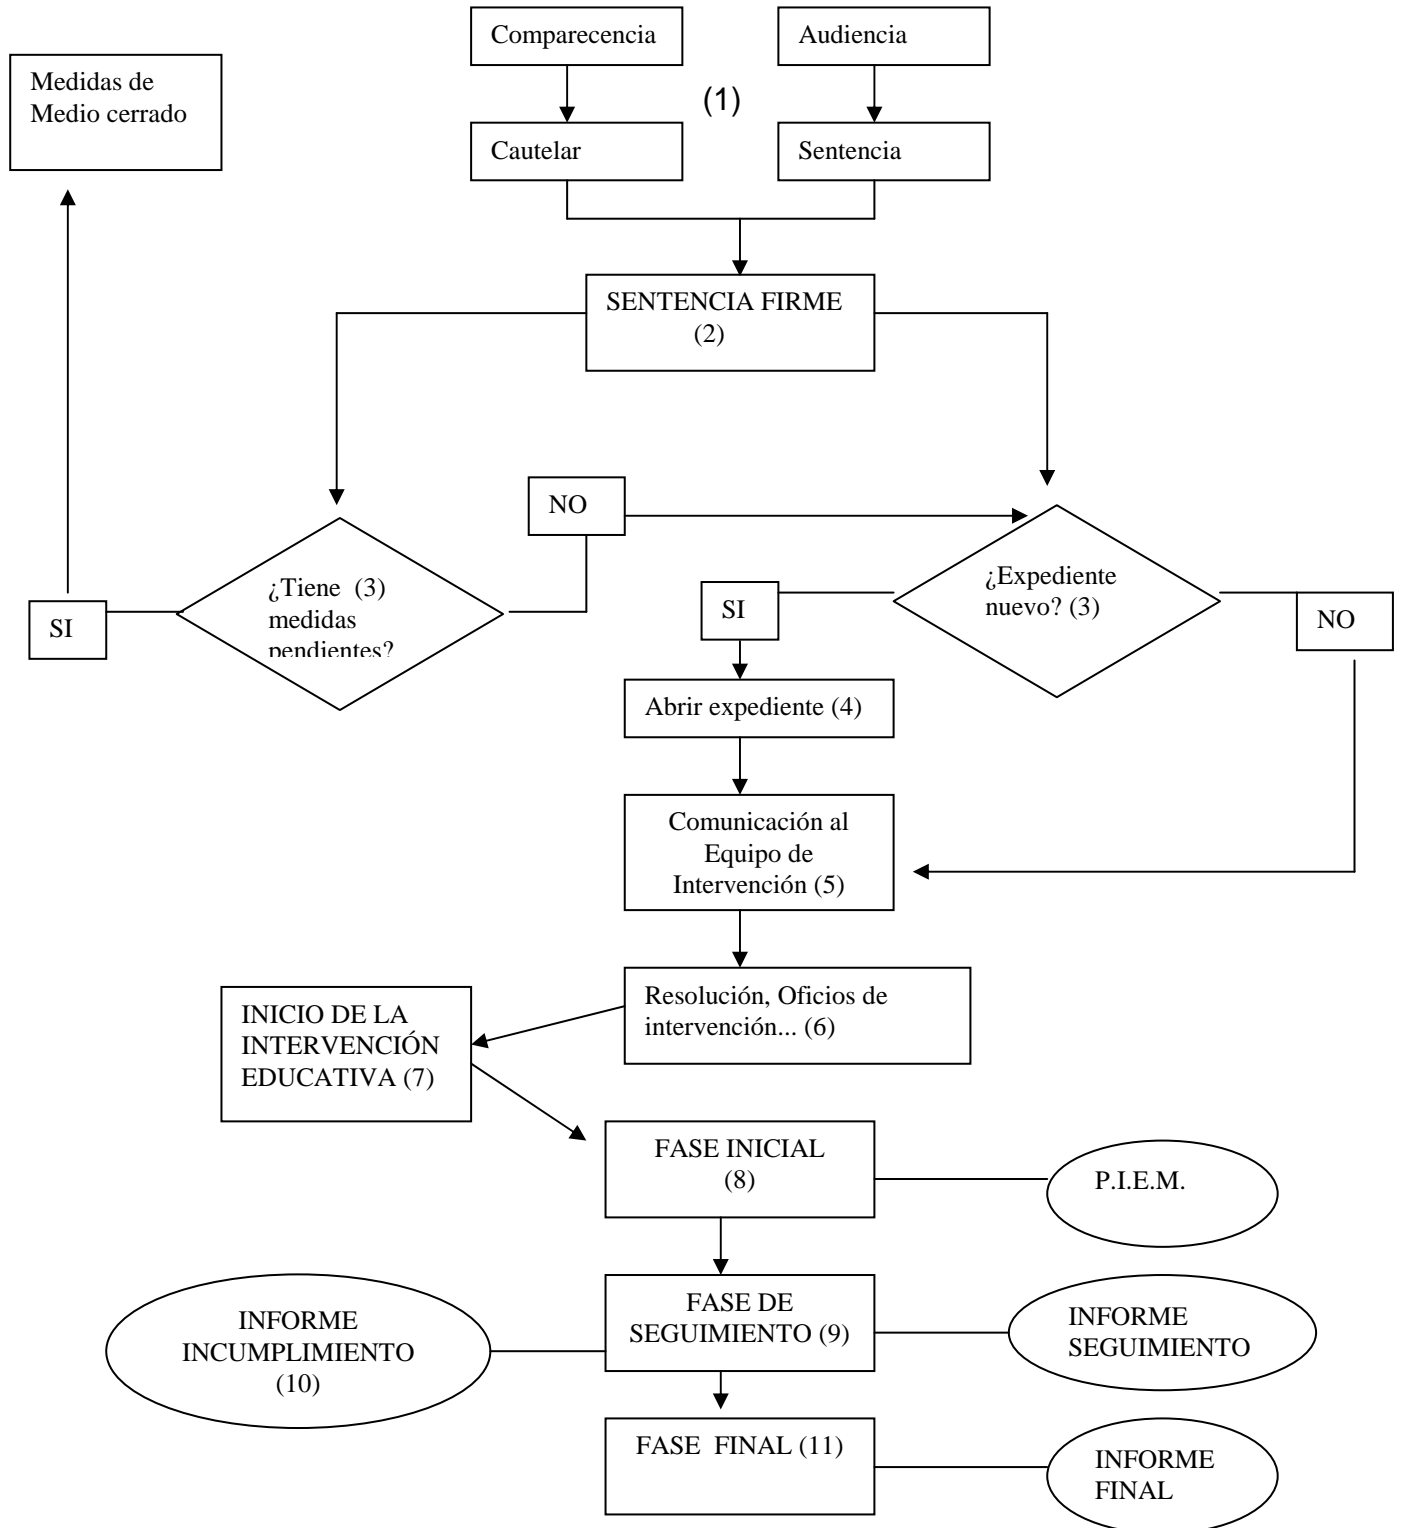 Comparecencia
Audiencia
Medidas de
Medio cerrado
(1)
Cautelar
Sentencia
SENTENCIA FIRME
(2)
NO
¿Tiene (3)
medidas
pendientes?
SI
¿Expediente
nuevo? (3)
SI
NO
Abrir expediente (4)
Comunicación al
Equipo de
Intervención (5)
Resolución, Oficios de
intervención... (6)
INICIO DE LA
INTERVENCIÓN
EDUCATIVA (7)
FASE INICIAL
(8)
P.I.E.M.
FASE DE
SEGUIMIENTO (9)
INFORME
INCUMPLIMIENTO
(10)
INFORME
SEGUIMIENTO
FASE FINAL (11)
INFORME
FINAL